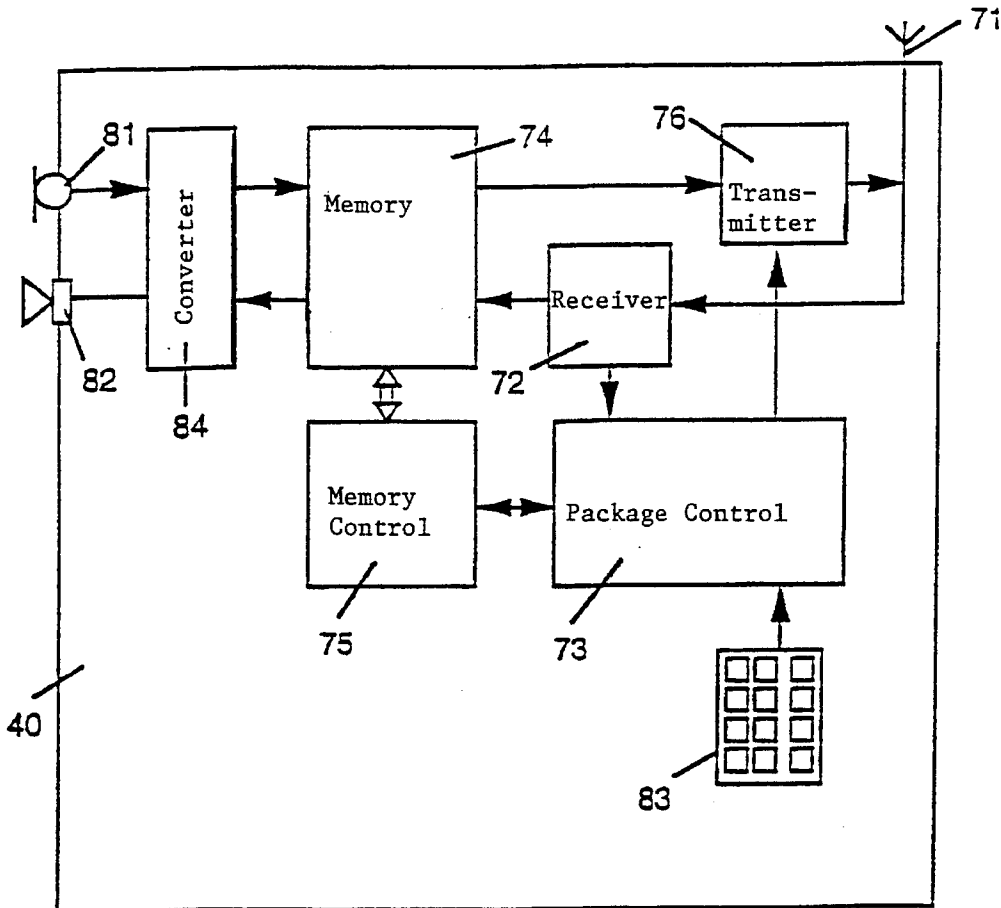 71
81
74
76
Memory
Trans-
mitter
Converter
Receiver
82
72
84
Memory
Control
Package Control
75
73
40
83